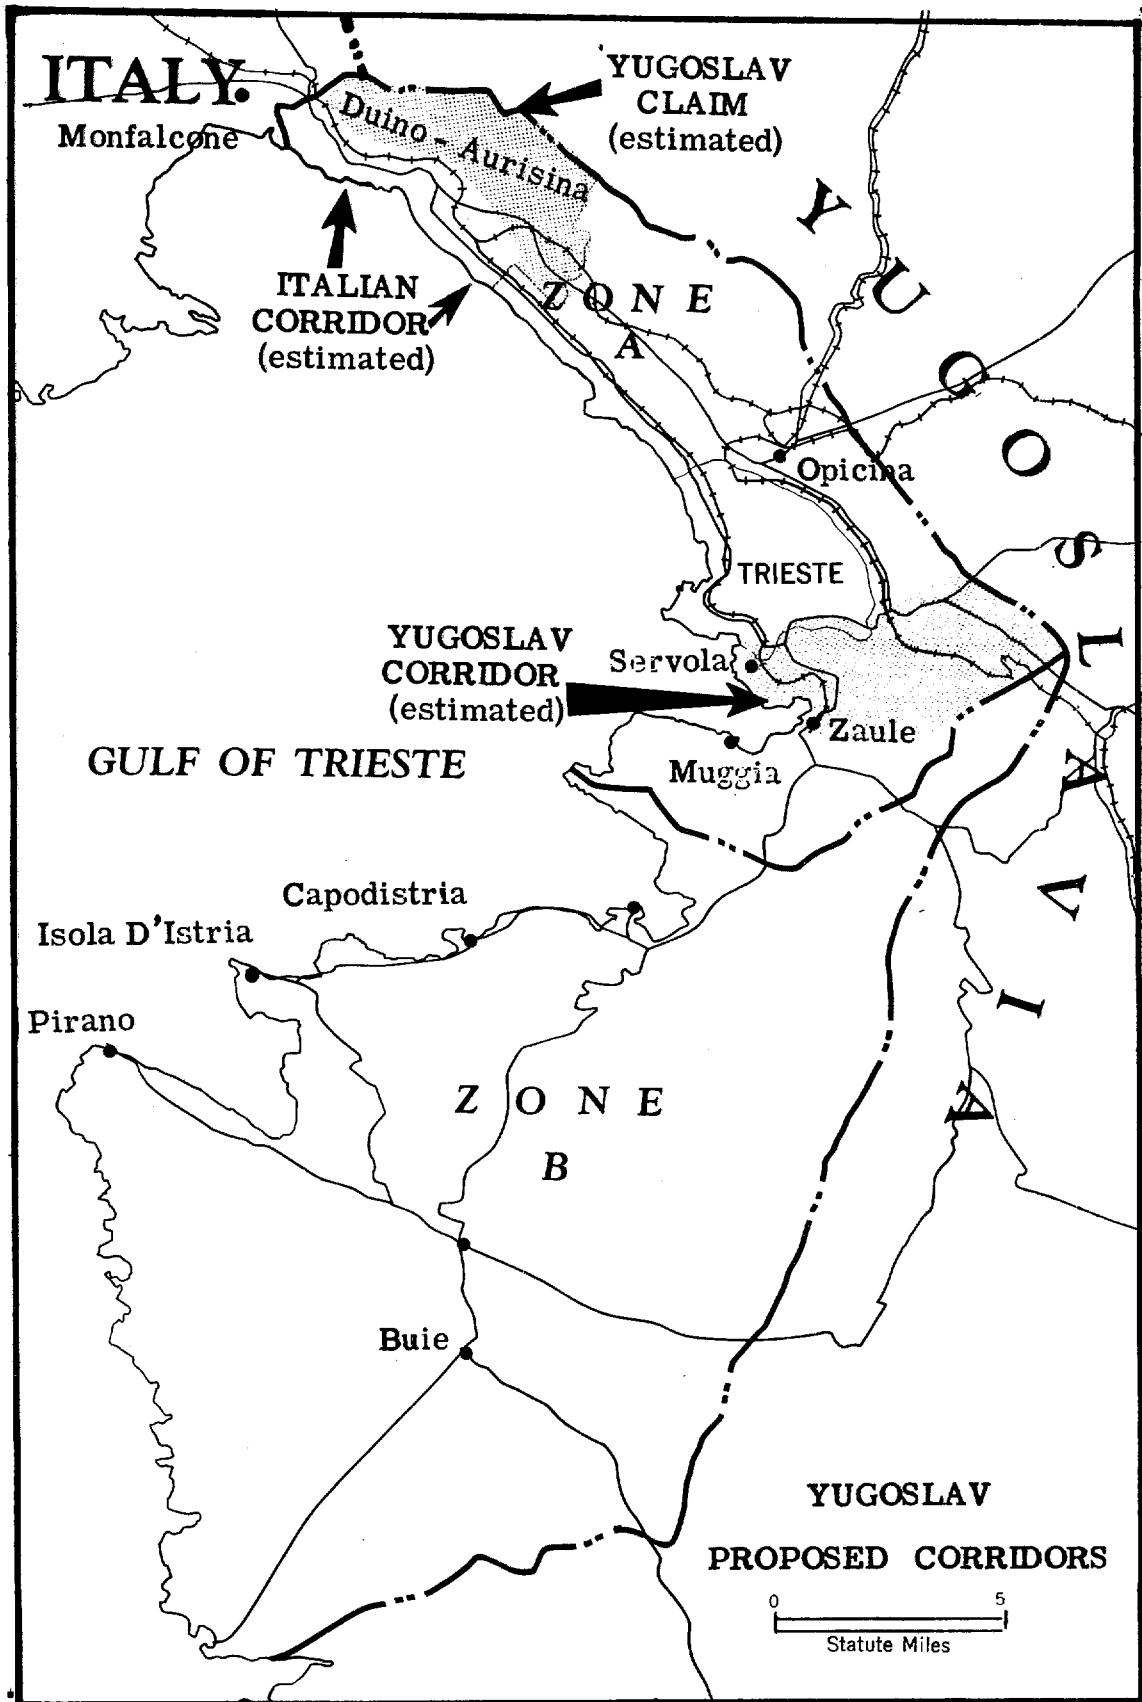 ITALY
Monfalcone
YUGOSLAV
CLAIM
(estimated)
Duino - Aurisina
ITALIAN
CORRIDOR
(estimated)
ZONE
A
YUGOSLAVIA
Opicina
TRIESTE
YUGOSLAV
CORRIDOR
(estimated)
Servola
Zaule
Muggia
GULF OF TRIESTE
Capodistria
Isola D'Istria
Pirano
ZONE
B
Buie
YUGOSLAV
PROPOSED CORRIDORS
0 5
Statute Miles